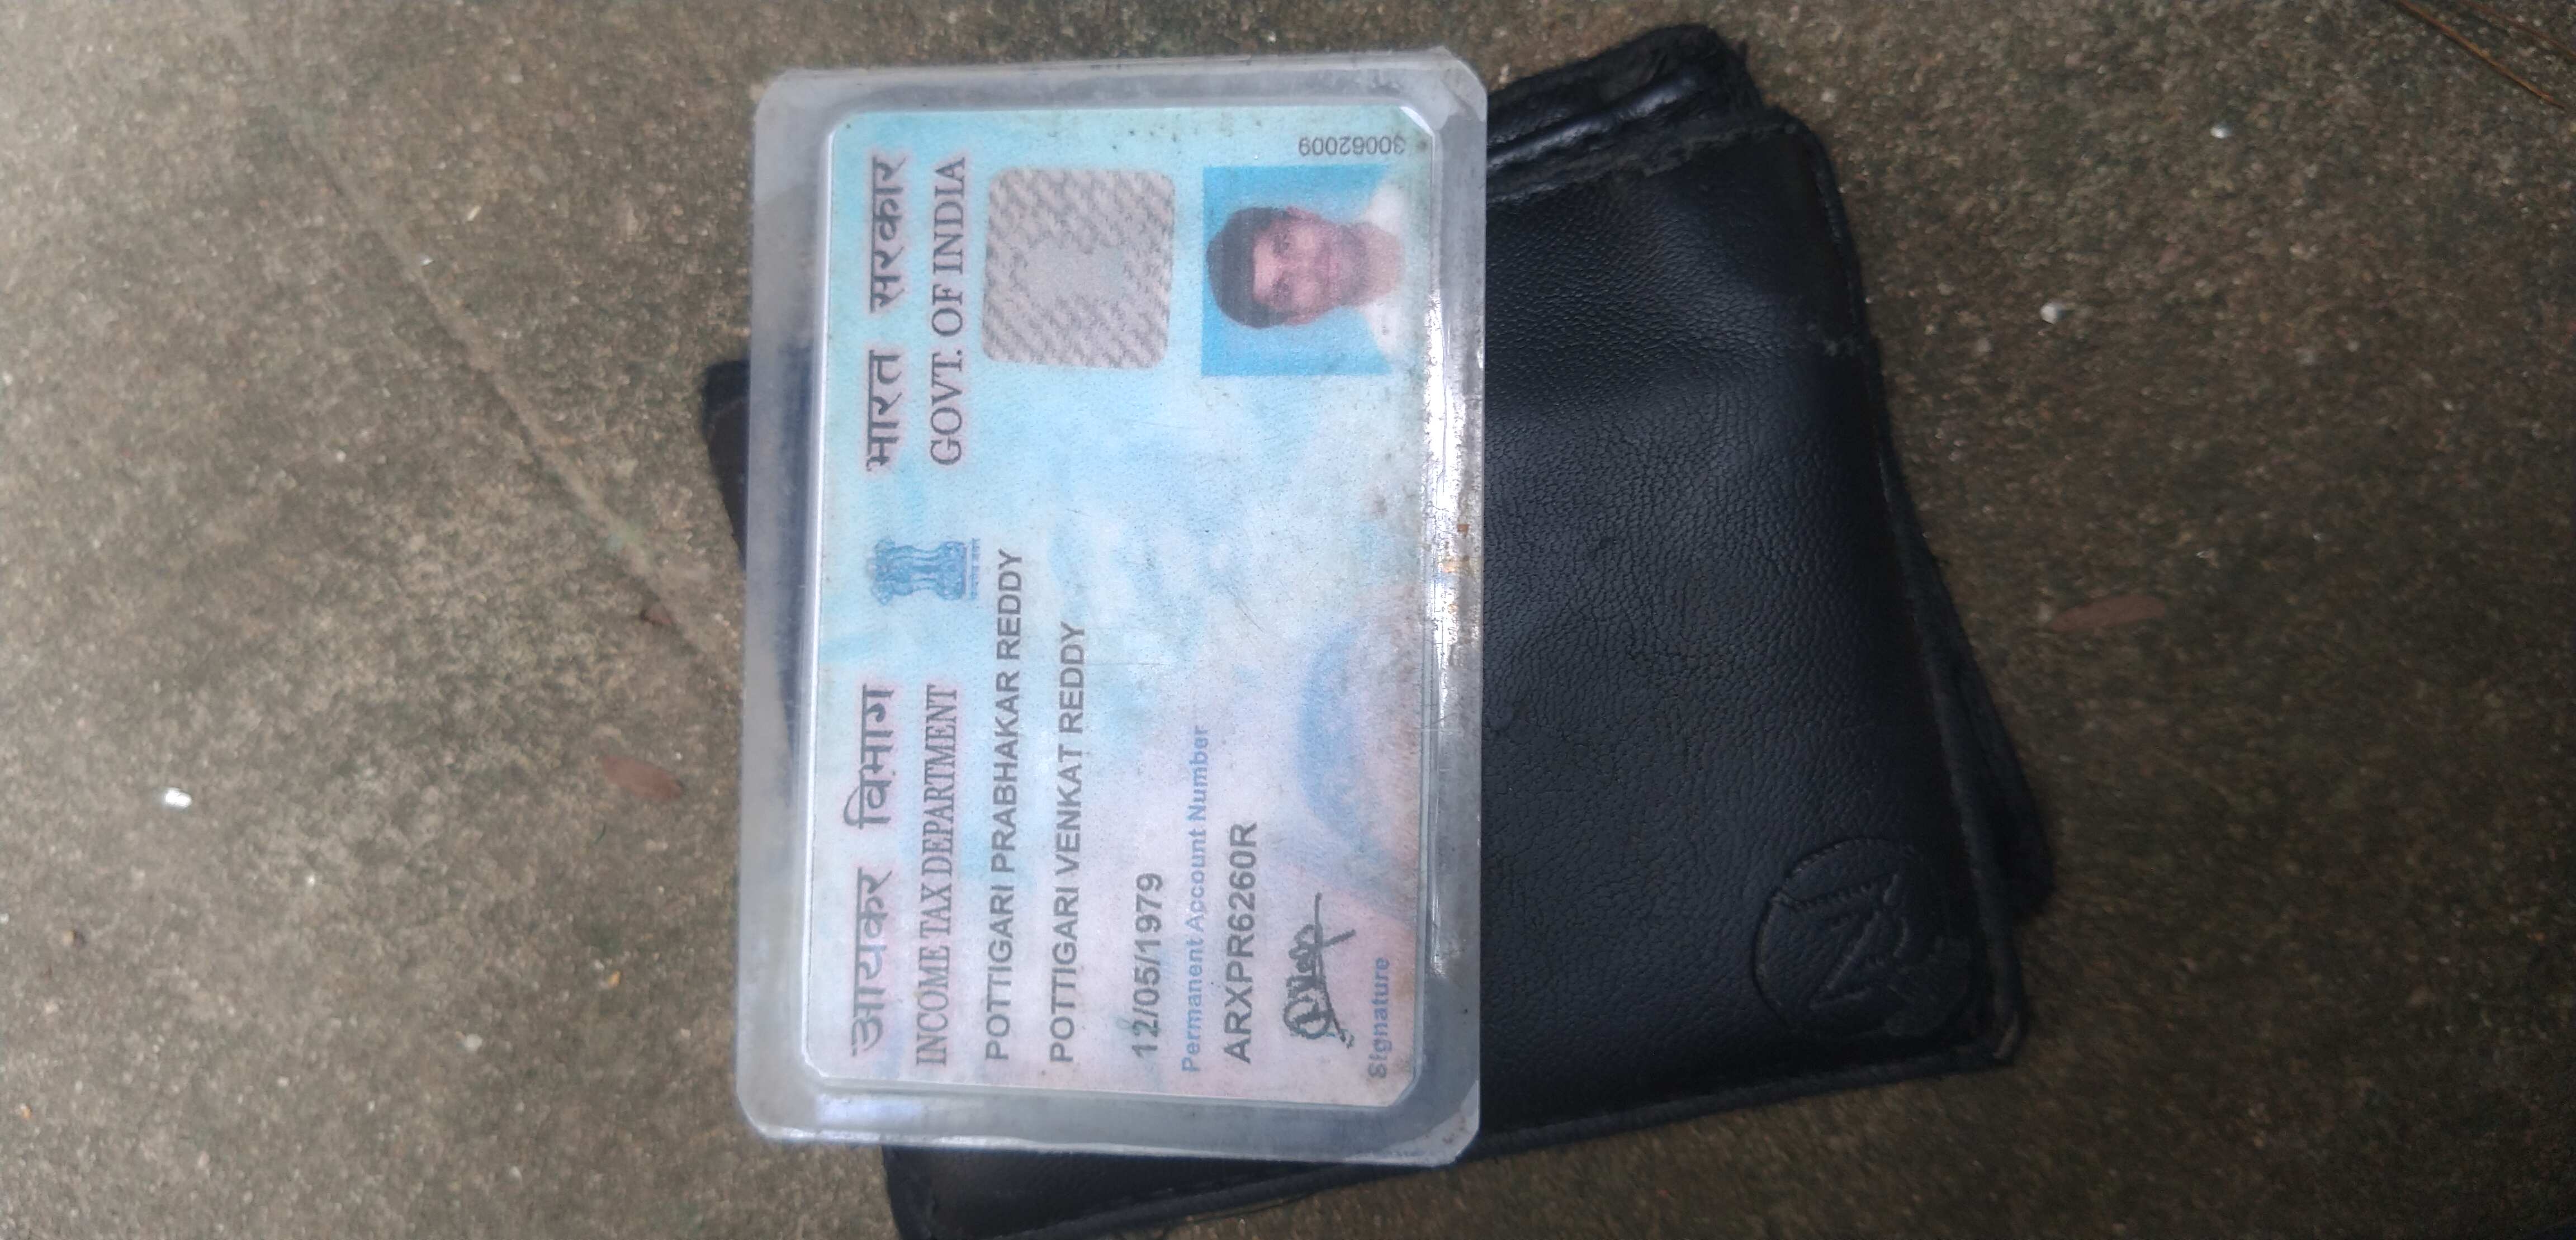 आयकर विभाग
INCOME TAX DEPARTMENT
भारत सरकार
GOVT. OF INDIA
POTTIGARI PRABHAKAR REDDY
POTTIGARI VENKAT REDDY
12/05/1979
Permanent Account Number
ARXPR6260R
Signature
30062009